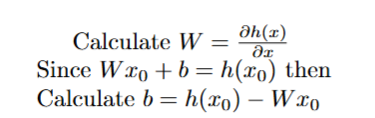 Calculate W = ∂h(x)/∂x
Since Wx₀ + b = h(x₀) then
Calculate b = h(x₀) − Wx₀